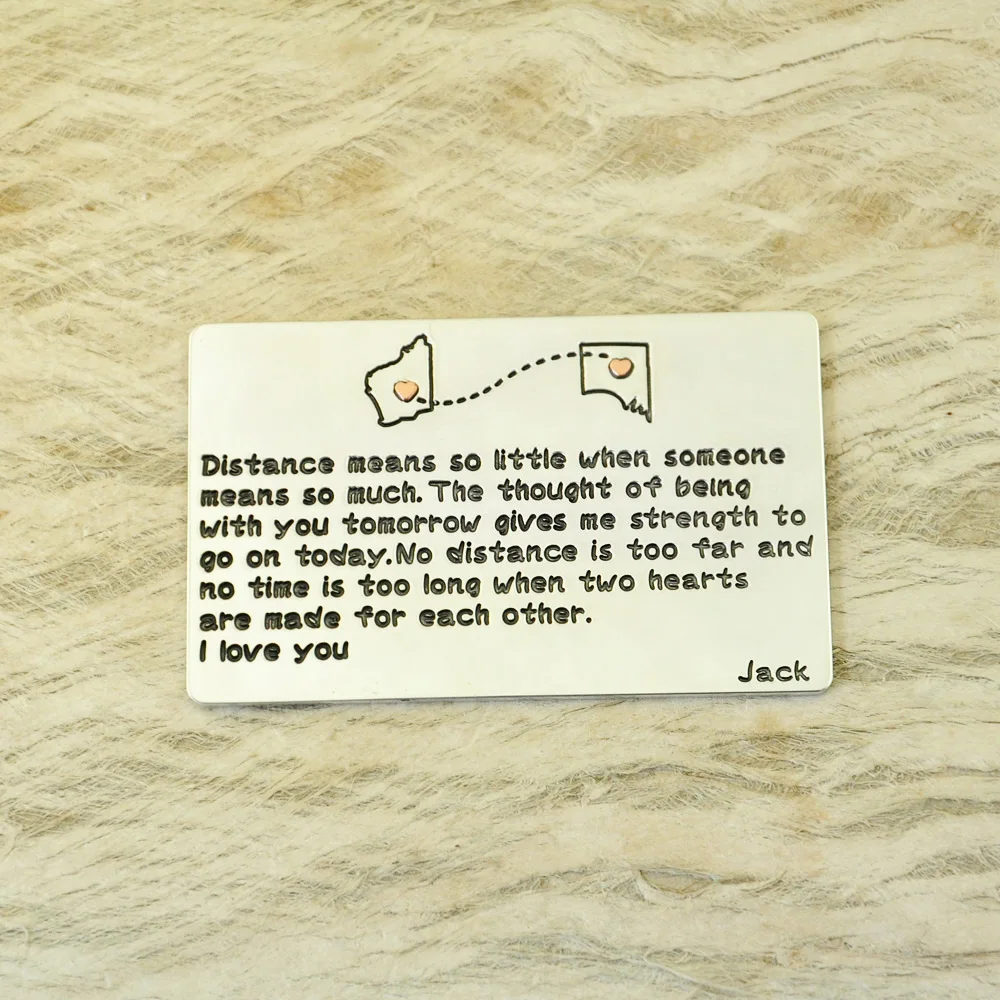 Distance means so little when someone
means so much. The thought of being
with you tomorrow gives me strength to
go on today.No distance is too far and
no time is too long when two hearts
are made for each other.
I love you
Jack